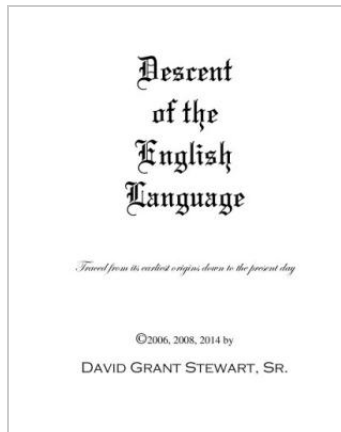 Descent
of the
English
Language
Traced from its earliest origins down to the present day
©2006, 2008, 2014 by
DAVID GRANT STEWART, SR.